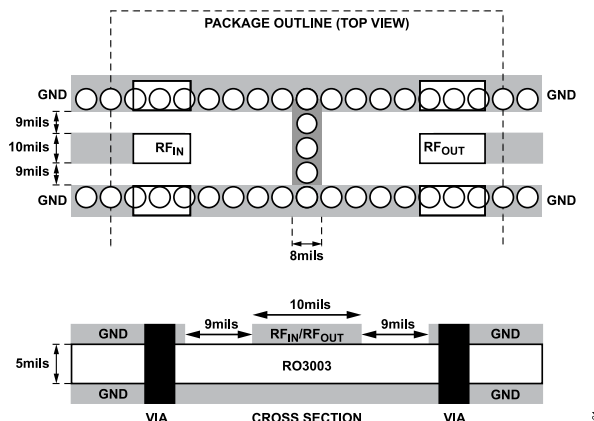 PACKAGE OUTLINE (TOP VIEW)
GND
GND
9mils
10mils
9mils
RFIN
RFOUT
GND
GND
8mils
10mils
9mils
9mils
GND
RFIN/RFOUT
GND
5mils
RO3003
GND
GND
VIA
CROSS SECTION
VIA